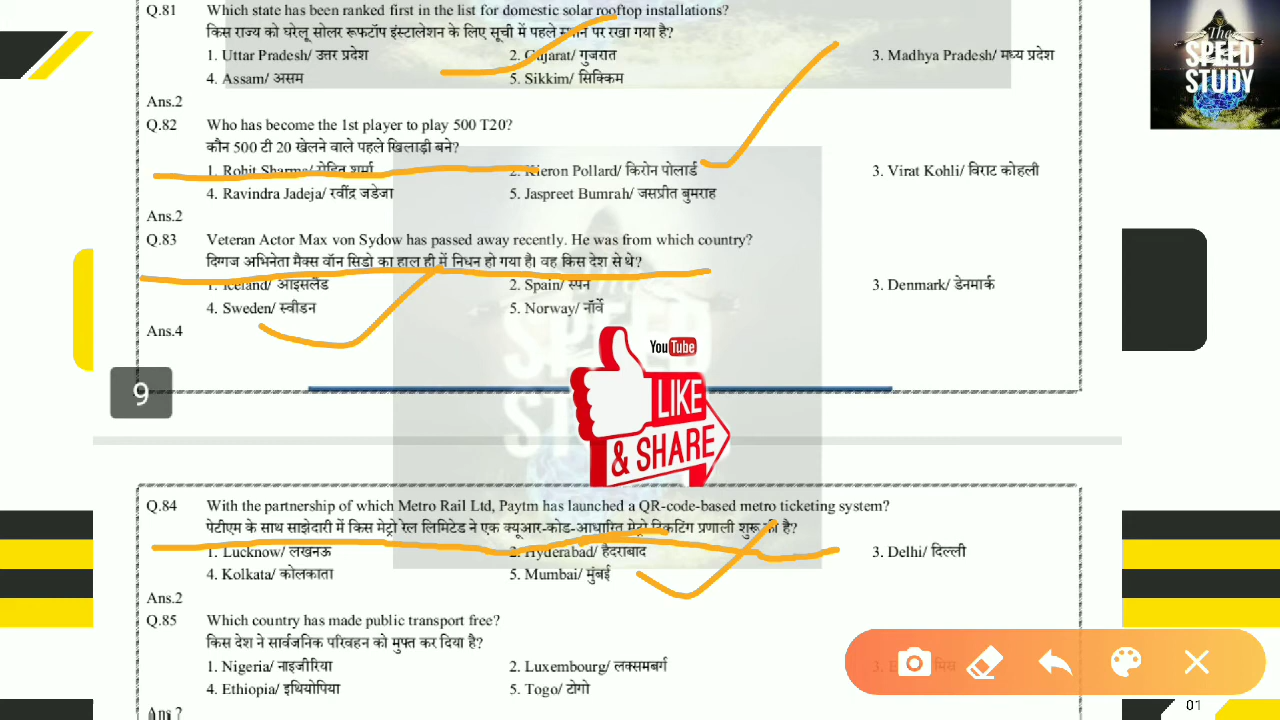 Q.81 Which state has been ranked first in the list for domestic solar rooftop installations?
किस राज्य को घरेलू सोलर रूफटॉप इंस्टालेशन के लिए सूची में पहले स्थान पर रखा गया है?
1. Uttar Pradesh/ उत्तर प्रदेश 2. Gujarat/ गुजरात 3. Madhya Pradesh/ मध्य प्रदेश
4. Assam/ असम 5. Sikkim/ सिक्किम
Ans.2
Q.82 Who has become the 1st player to play 500 T20?
कौन 500 टी 20 खेलने वाले पहले खिलाड़ी बने?
1. Rohit Sharma/ रोहित शर्मा 2. Kieron Pollard/ किरोन पोलार्ड 3. Virat Kohli/ विराट कोहली
4. Ravindra Jadeja/ रवींद्र जडेजा 5. Jaspreet Bumrah/ जसप्रीत बुमराह
Ans.2
Q.83 Veteran Actor Max von Sydow has passed away recently. He was from which country?
दिग्गज अभिनेता मैक्स वॉन सिडो का हाल ही में निधन हो गया है। वह किस देश से थे?
1. Iceland/ आइसलैंड 2. Spain/ स्पेन 3. Denmark/ डेनमार्क
4. Sweden/ स्वीडन 5. Norway/ नॉर्वे
Ans.4
9
You Tube
LIKE
& SHARE
Q.84 With the partnership of which Metro Rail Ltd, Paytm has launched a QR-code-based metro ticketing system?
पेटीएम के साथ साझेदारी में किस मेट्रो रेल लिमिटेड ने एक क्यूआर-कोड-आधारित मेट्रो टिकटिंग प्रणाली शुरू की है?
1. Lucknow/ लखनऊ 2. Hyderabad/ हैदराबाद 3. Delhi/ दिल्ली
4. Kolkata/ कोलकाता 5. Mumbai/ मुंबई
Ans.2
Q.85 Which country has made public transport free?
किस देश ने सार्वजनिक परिवहन को मुफ्त कर दिया है?
1. Nigeria/ नाइजीरिया 2. Luxembourg/ लक्समबर्ग
4. Ethiopia/ इथियोपिया 5. Togo/ टोगो
The
SPEED
STUDY
01